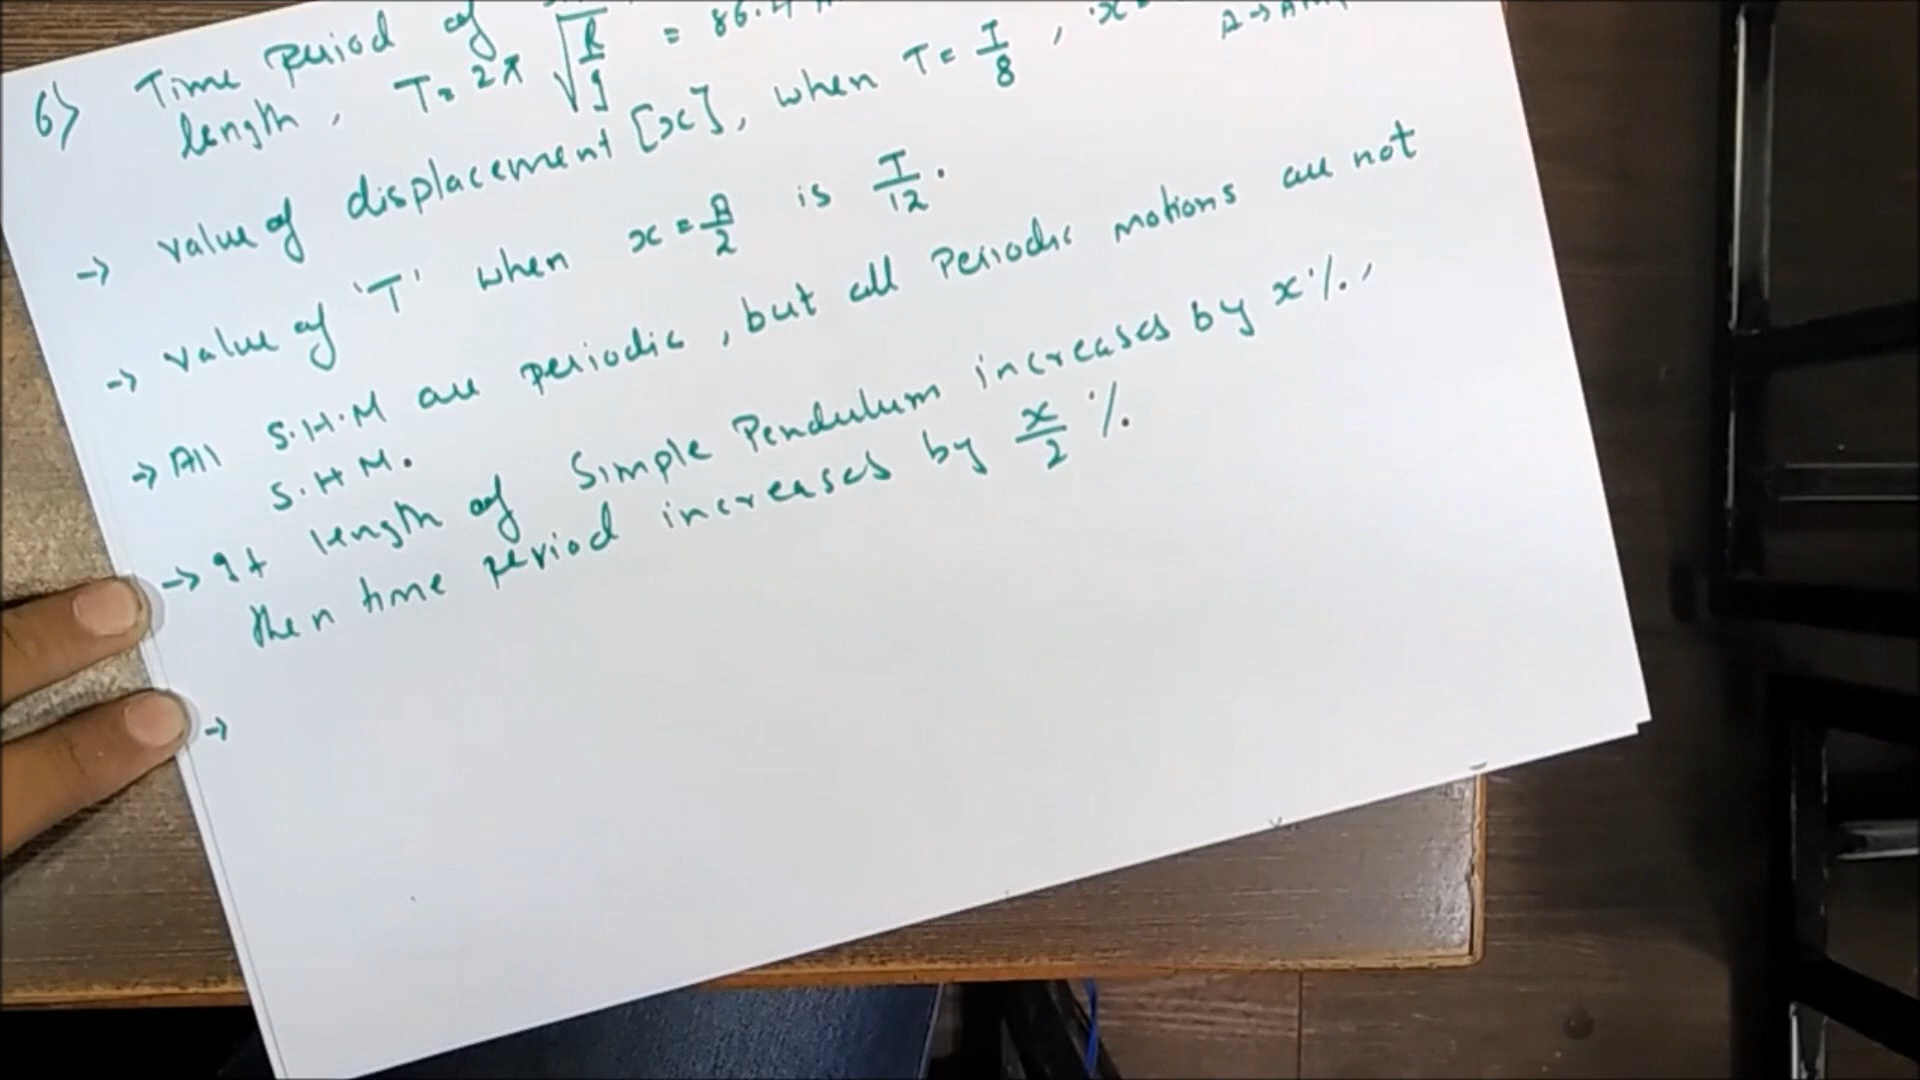 6) Time period of
length, T= 2π √R/g = 86.4
→ value of displacement [x], when T= T/8 , x
A→
→ value of 'T' when x = A/2 is T/12.
→ All S.H.M are periodic, but all Periodic motions are not
S.H.M.
→ If length of Simple Pendulum increases by x%,
then time period increases by x/2 %.
→